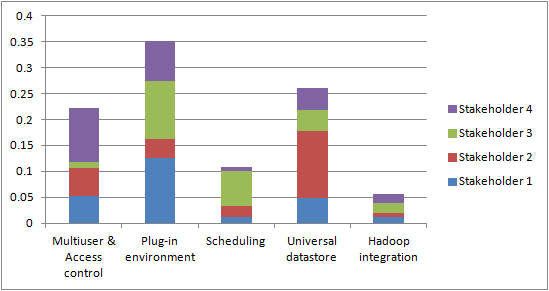 0.4
0.35
0.3
0.25
0.2
0.15
0.1
0.05
0
Multiuser &
Access
control
Plug-in
environment
Scheduling
Universal
datastore
Hadoop
integration
Stakeholder 4
Stakeholder 3
Stakeholder 2
Stakeholder 1